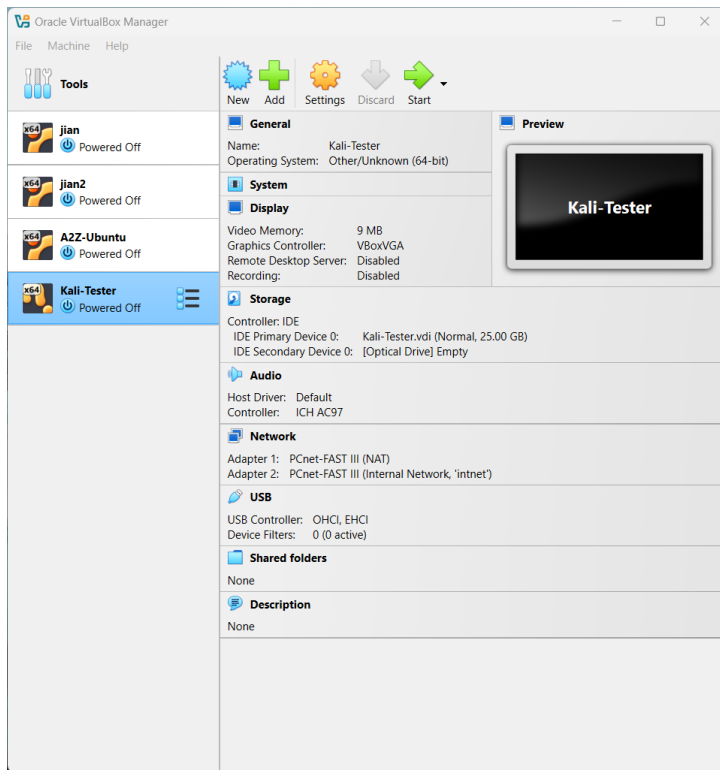 Oracle VirtualBox Manager
File Machine Help
Tools
New Add Settings Discard Start
x64 jian
Powered Off
x64 jian2
Powered Off
x64 A2Z-Ubuntu
Powered Off
x64 Kali-Tester
Powered Off
General
Name: Kali-Tester
Operating System: Other/Unknown (64-bit)
System
Display
Video Memory: 9 MB
Graphics Controller: VBoxVGA
Remote Desktop Server: Disabled
Recording: Disabled
Preview
Kali-Tester
Storage
Controller: IDE
IDE Primary Device 0: Kali-Tester.vdi (Normal, 25.00 GB)
IDE Secondary Device 0: [Optical Drive] Empty
Audio
Host Driver: Default
Controller: ICH AC97
Network
Adapter 1: PCnet-FAST III (NAT)
Adapter 2: PCnet-FAST III (Internal Network, 'intnet')
USB
USB Controller: OHCI, EHCI
Device Filters: 0 (0 active)
Shared folders
None
Description
None